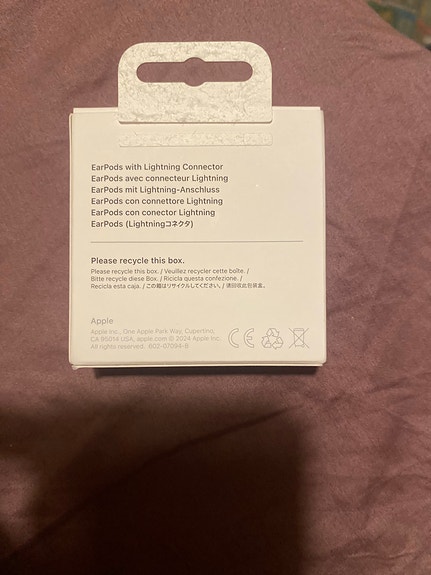 EarPods with Lightning Connector
EarPods avec connecteur Lightning
EarPods mit Lightning-Anschluss
EarPods con connettore Lightning
EarPods con conector Lightning
EarPods (Lightningコネクタ)
Please recycle this box.
Please recycle this box. / Veuillez recycler cette boîte. /
Bitte recycle diese Box. / Ricicla questa confezione. /
Recicla esta caja. / この箱はリサイクルしてください。 / 请回收此包装盒。
Apple
Apple Inc., One Apple Park Way, Cupertino,
CA 95014 USA, apple.com © 2024 Apple Inc.
All rights reserved. 602-07094-B
CE